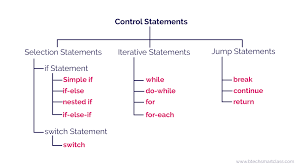 Control Statements
Selection Statements
Iterative Statements
Jump Statements
if Statement
Simple if
if-else
nested if
if-else-if
switch Statement
switch
while
do-while
for
for-each
break
continue
return